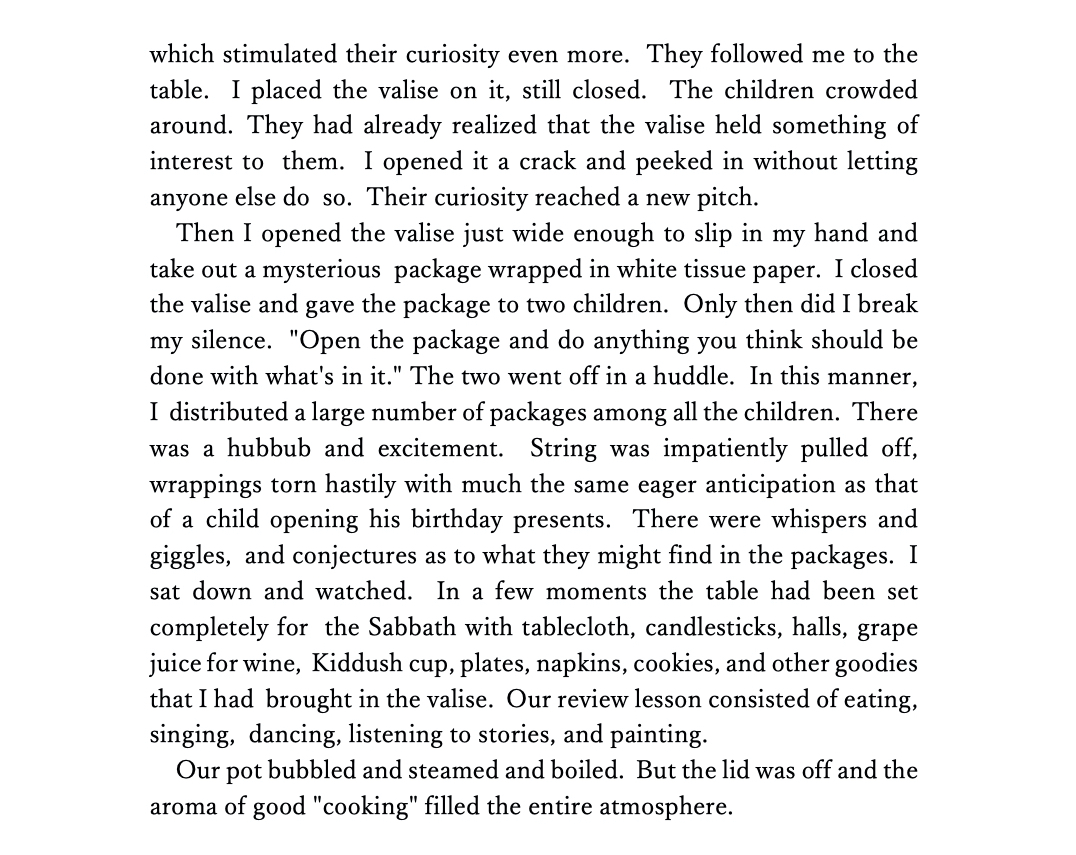 which stimulated their curiosity even more.  They followed me to the
table.  I placed the valise on it, still closed.  The children crowded
around.  They had already realized that the valise held something of
interest to  them.  I opened it a crack and peeked in without letting
anyone else do  so.  Their curiosity reached a new pitch.
Then I opened the valise just wide enough to slip in my hand and
take out a mysterious  package wrapped in white tissue paper.  I closed
the valise and gave the package to two children.  Only then did I break
my silence.  "Open the package and do anything you think should be
done with what's in it." The two went off in a huddle.  In this manner,
I  distributed a large number of packages among all the children.  There
was a hubbub and excitement.  String was impatiently pulled off,
wrappings torn hastily with much the same eager anticipation as that
of a child opening his birthday presents.  There were whispers and
giggles,  and conjectures as to what they might find in the packages.  I
sat down and watched.  In a few moments the table had been set
completely for  the Sabbath with tablecloth, candlesticks, halls, grape
juice for wine,  Kiddush cup, plates, napkins, cookies, and other goodies
that I had  brought in the valise.  Our review lesson consisted of eating,
singing,  dancing, listening to stories, and painting.
Our pot bubbled and steamed and boiled.  But the lid was off and the
aroma of good "cooking" filled the entire atmosphere.